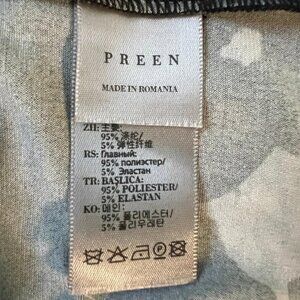 PREEN
MADE IN ROMANIA
ZH: 主要:
95% 涤纶/
5% 弹性纤维
RS: Главный:
95% полиэстер/
5% Эластан
TR: BAŞLICA:
95% POLIESTER/
5% ELASTAN
KO: 메인:
95% 폴리에스터/
5% 폴리우레탄
P